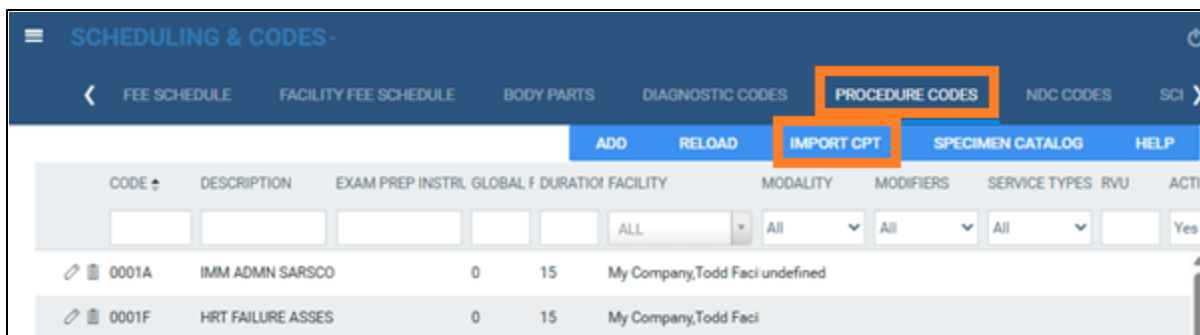 SCHEDULING & CODES-
FEE SCHEDULE FACILITY FEE SCHEDULE BODY PARTS DIAGNOSTIC CODES PROCEDURE CODES NDC CODES SCI
ADD RELOAD IMPORT CPT SPECIMEN CATALOG HELP
CODE DESCRIPTION EXAM PREP INSTRU GLOBAL F DURATION FACILITY MODALITY MODIFIERS SERVICE TYPES RVU ACTI
ALL All All All Yes
0001A IMM ADMN SARSCO 0 15 My Company,Todd Faci undefined
0001F HRT FAILURE ASSES 0 15 My Company,Todd Faci